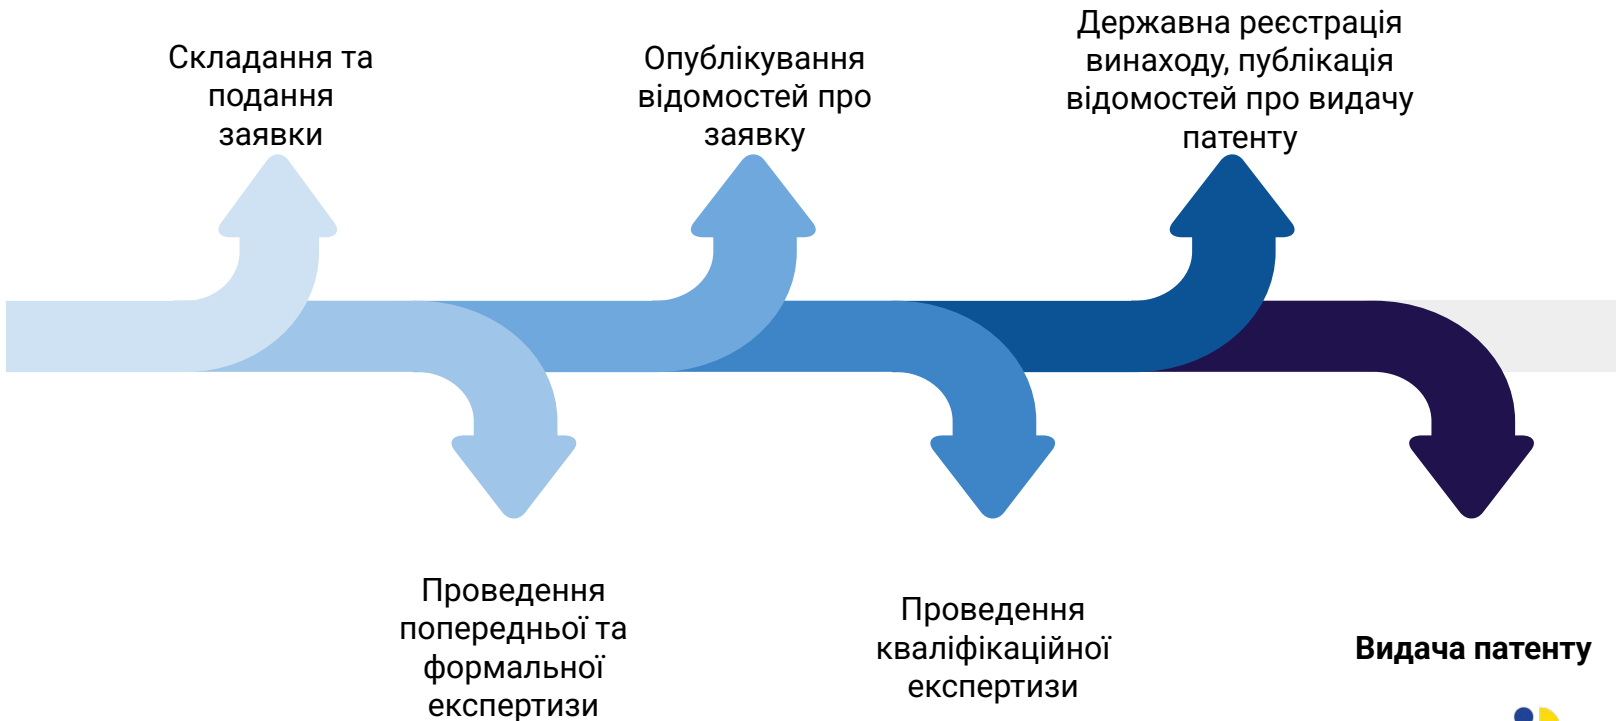 Складання та
подання
заявки
Опублікування
відомостей про
заявку
Державна реєстрація
винаходу, публікація
відомостей про видачу
патенту
Проведення
попередньої та
формальної
експертизи
Проведення
кваліфікаційної
експертизи
Видача патенту